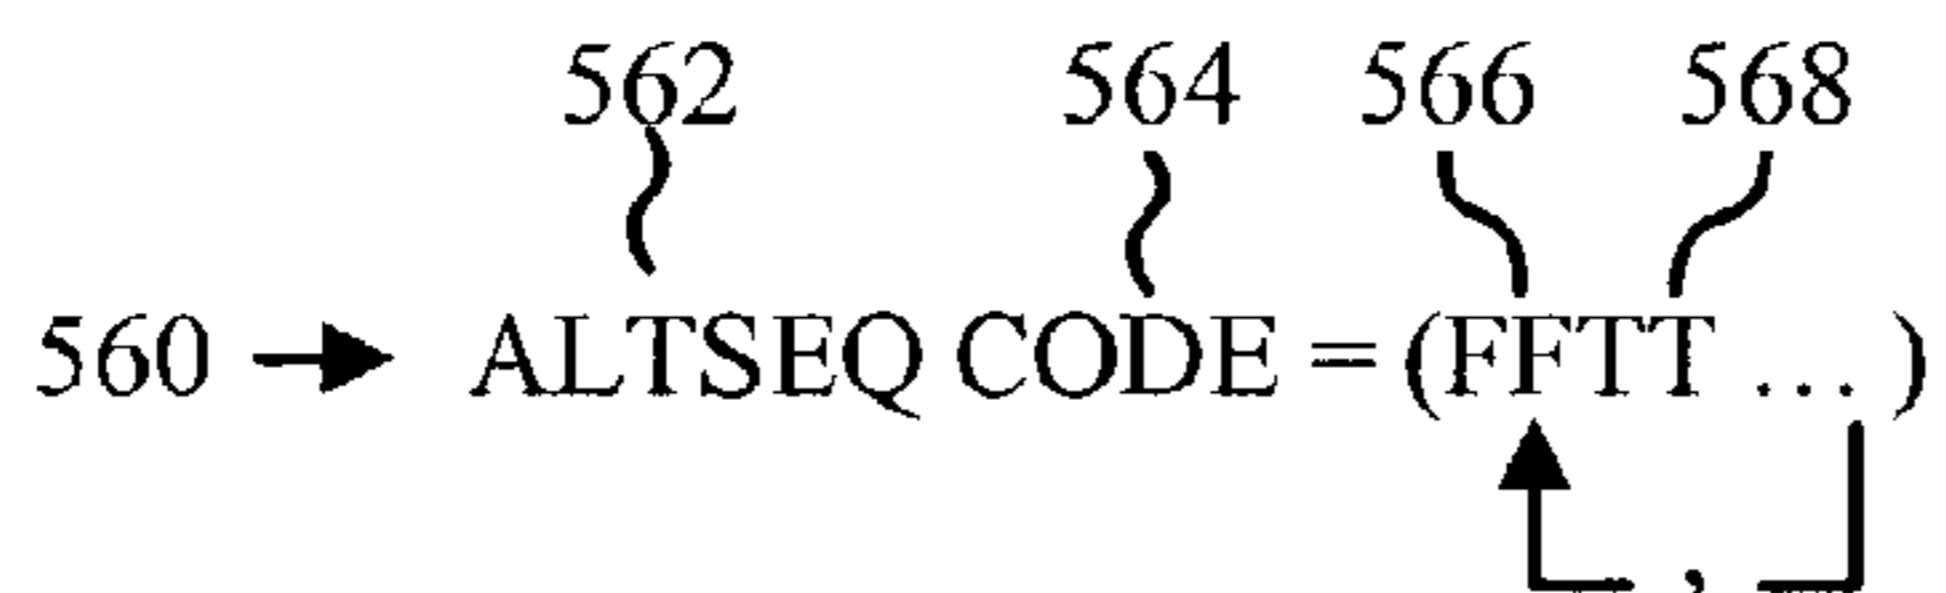 562 564 566 568
560 → ALTSEQ CODE = (FFTT ... )
,